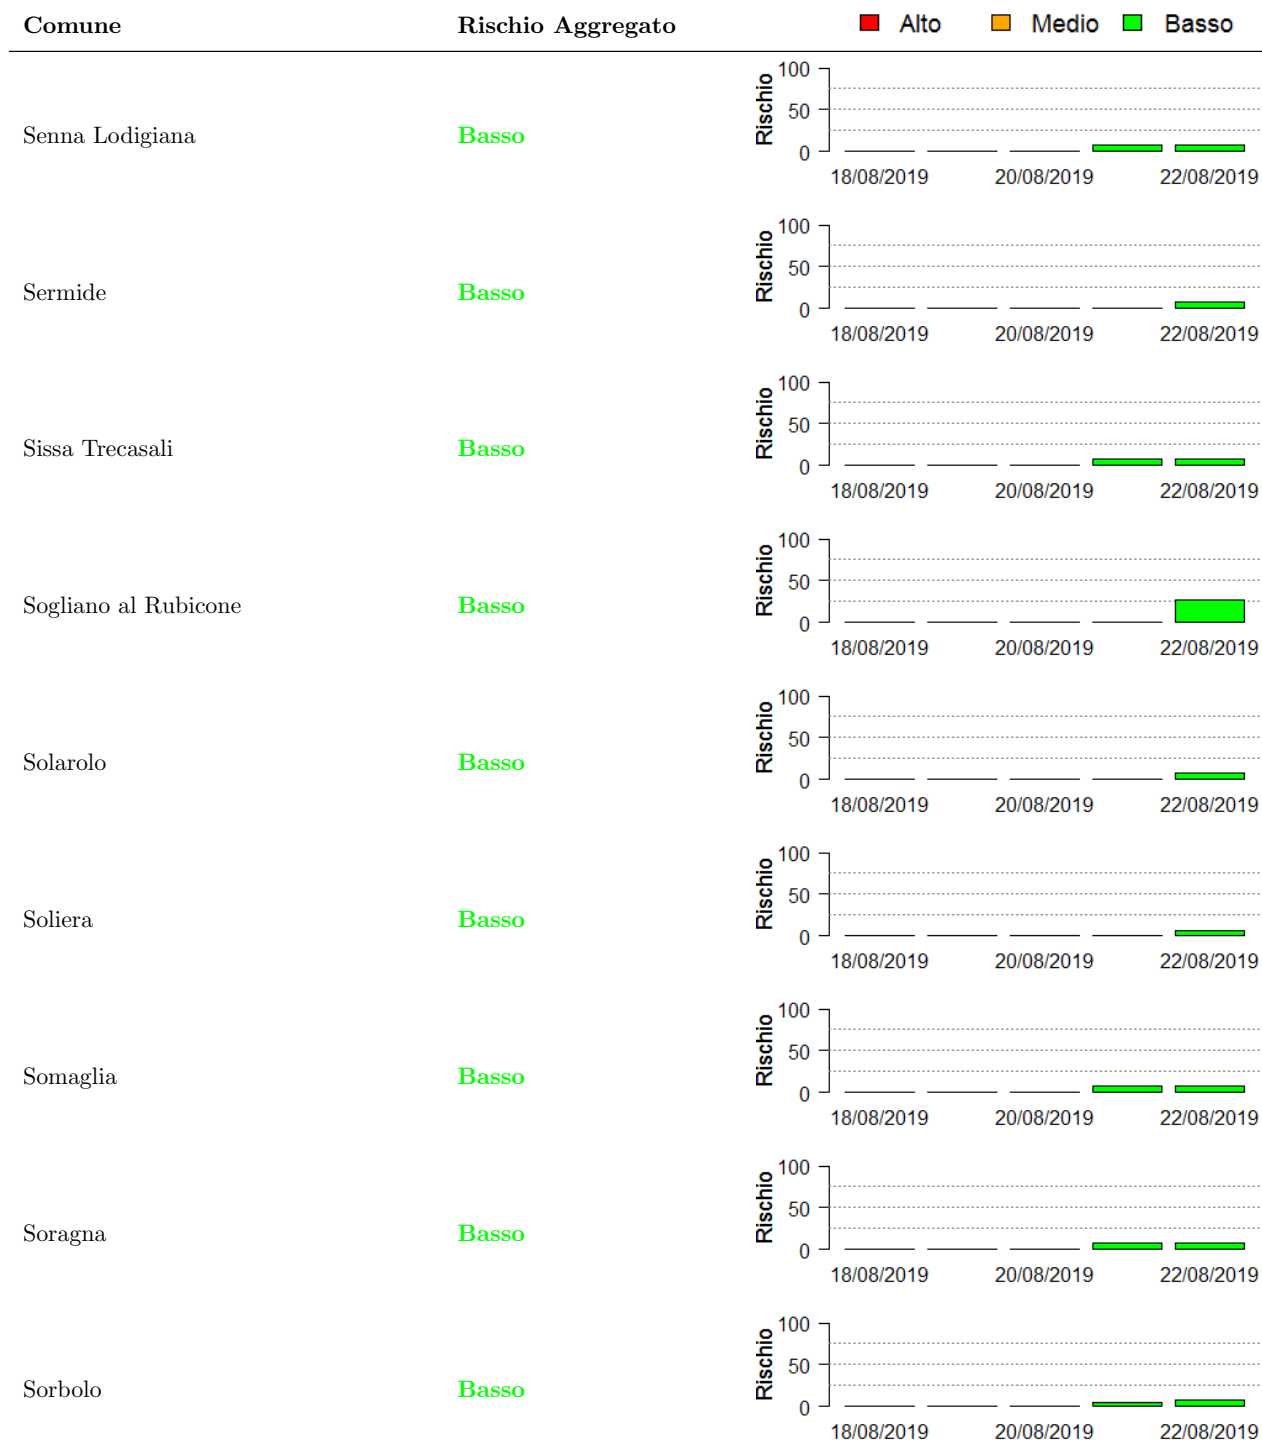 Comune Rischio Aggregato Alto Medio Basso
100
50
0
Rischio
Senna Lodigiana Basso
18/08/2019 20/08/2019 22/08/2019
100
50
0
Rischio
Sermide Basso
18/08/2019 20/08/2019 22/08/2019
100
50
0
Rischio
Sissa Trecasali Basso
18/08/2019 20/08/2019 22/08/2019
100
50
0
Rischio
Sogliano al Rubicone Basso
18/08/2019 20/08/2019 22/08/2019
100
50
0
Rischio
Solarolo Basso
18/08/2019 20/08/2019 22/08/2019
100
50
0
Rischio
Soliera Basso
18/08/2019 20/08/2019 22/08/2019
100
50
0
Rischio
Somaglia Basso
18/08/2019 20/08/2019 22/08/2019
100
50
0
Rischio
Soragna Basso
18/08/2019 20/08/2019 22/08/2019
100
50
0
Rischio
Sorbolo Basso
18/08/2019 20/08/2019 22/08/2019